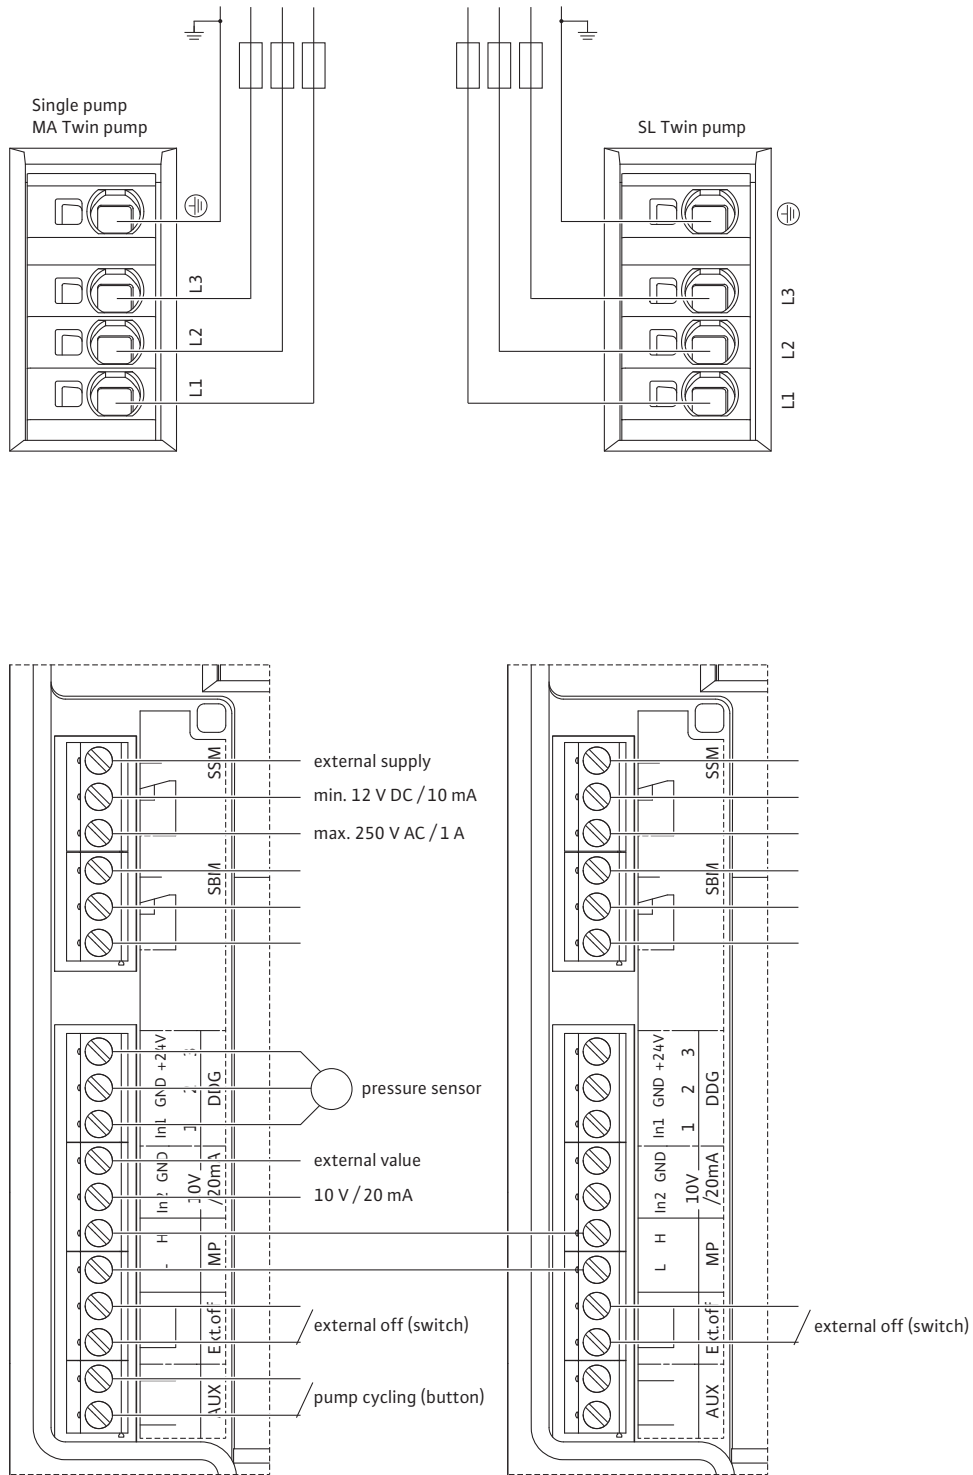 Single pump
MA Twin pump
SL Twin pump
L3
L2
L1
L3
L2
L1
SSM
external supply
min. 12 V DC / 10 mA
max. 250 V AC / 1 A
SBM
SSM
SBM
In1 GND +24V
1 2 3
DDG
pressure sensor
In2 GND
10V
/20mA
external value
10 V / 20 mA
H
MP
Ext.off
external off (switch)
AUX
pump cycling (button)
In1 GND +24V
1 2 3
DDG
In2 GND
10V
/20mA
L H
MP
Ext.off
external off (switch)
AUX